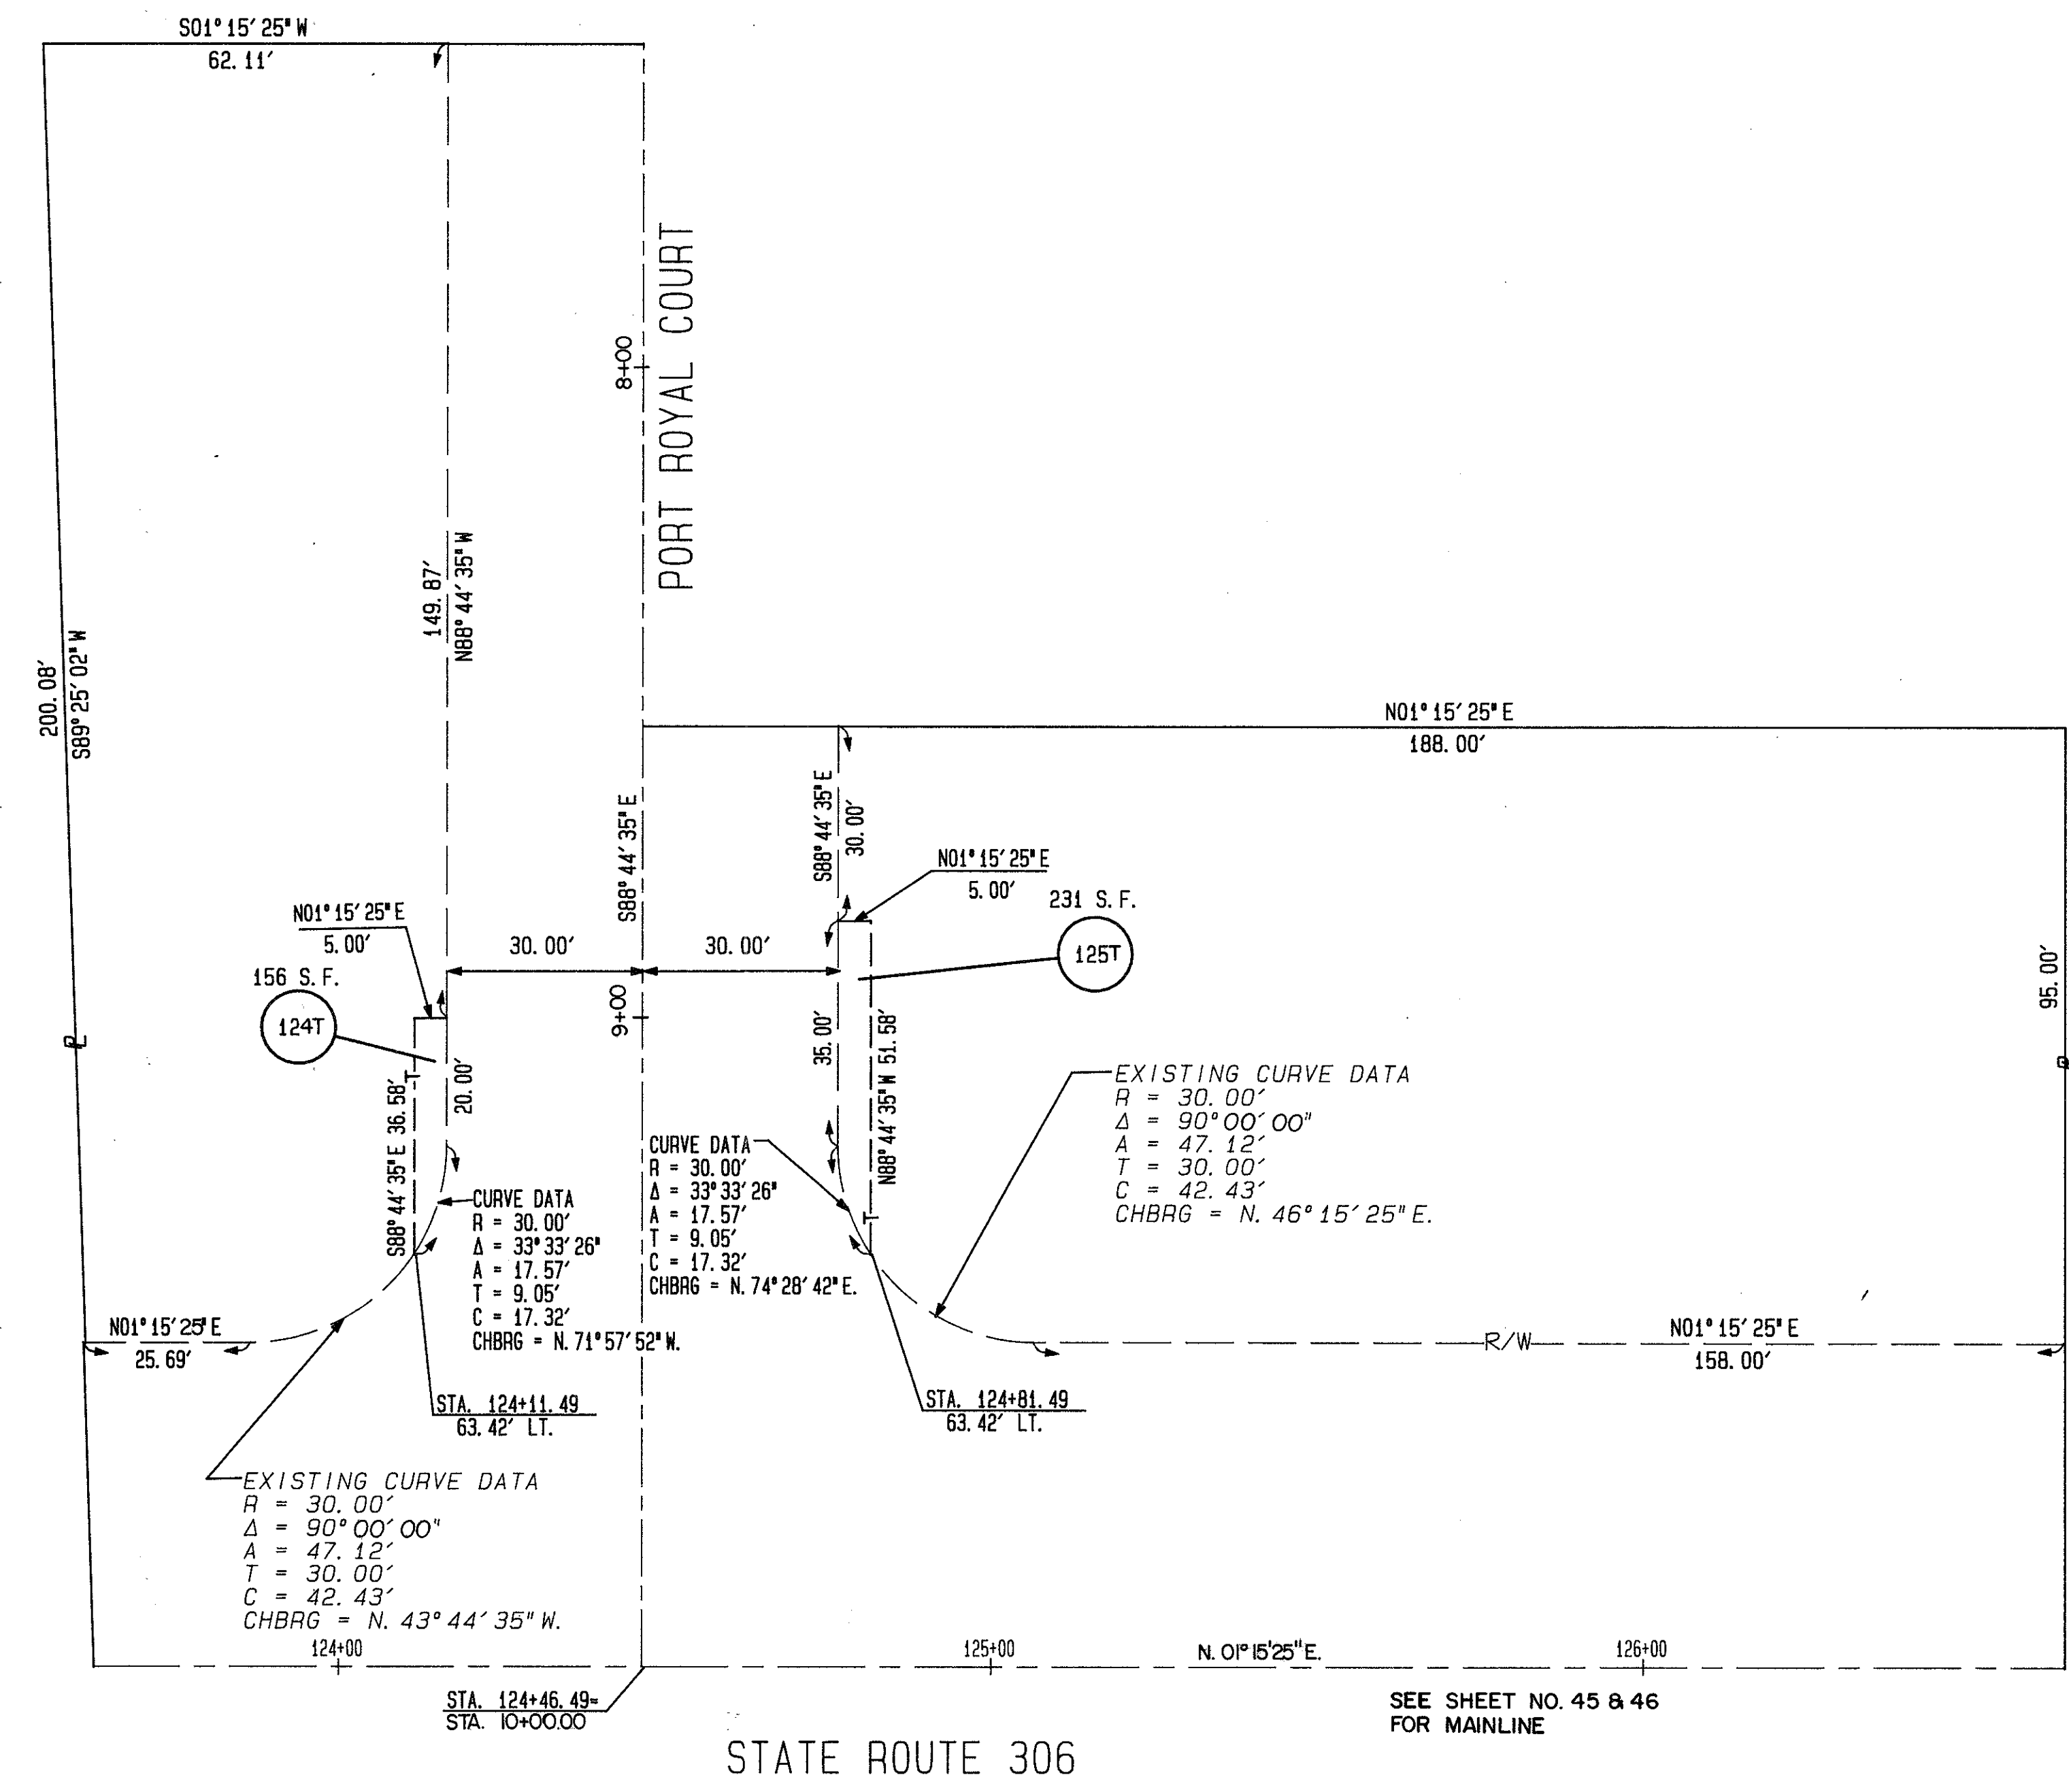 S01° 15' 25" W
62. 11'
PORT ROYAL COURT
8+00
149. 87'
N88° 44' 35" W
200. 08'
S89° 25' 02" W
N01° 15' 25" E
188. 00'
S88° 44' 35" E
S88° 44' 35" E
30. 00'
N01° 15' 25" E
5. 00'
231 S. F.
125T
N01° 15' 25" E
5. 00'
30. 00'
30. 00'
156 S. F.
124T
9+00
95. 00'
35. 00'
N88° 44' 35" W 51. 58'
20. 00'
S88° 44' 35" E 36. 58'
T
T
EXISTING CURVE DATA
R = 30. 00'
Δ = 90° 00' 00"
A = 47. 12'
T = 30. 00'
C = 42. 43'
CHBRG = N. 46° 15' 25" E.
CURVE DATA
R = 30. 00'
Δ = 33° 33' 26"
A = 17. 57'
T = 9. 05'
C = 17. 32'
CHBRG = N. 74° 28' 42" E.
CURVE DATA
R = 30. 00'
Δ = 33° 33' 26"
A = 17. 57'
T = 9. 05'
C = 17. 32'
CHBRG = N. 71° 57' 52" W.
N01° 15' 25" E
25. 69'
R/W
N01° 15' 25" E
158. 00'
STA. 124+11. 49
63. 42' LT.
STA. 124+81. 49
63. 42' LT.
EXISTING CURVE DATA
R = 30. 00'
Δ = 90° 00' 00"
A = 47. 12'
T = 30. 00'
C = 42. 43'
CHBRG = N. 43° 44' 35" W.
124+00
125+00
N. 01° 15' 25" E.
126+00
STA. 124+46. 49=
STA. 10+00.00
SEE SHEET NO. 45 & 46
FOR MAINLINE
STATE ROUTE 306